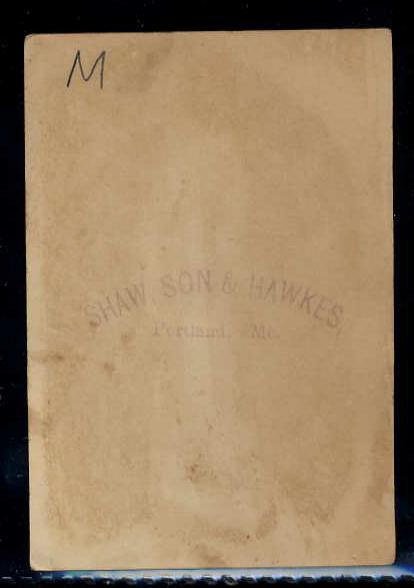 M
SHAW, SON & HAWKES,
Portland, Me.